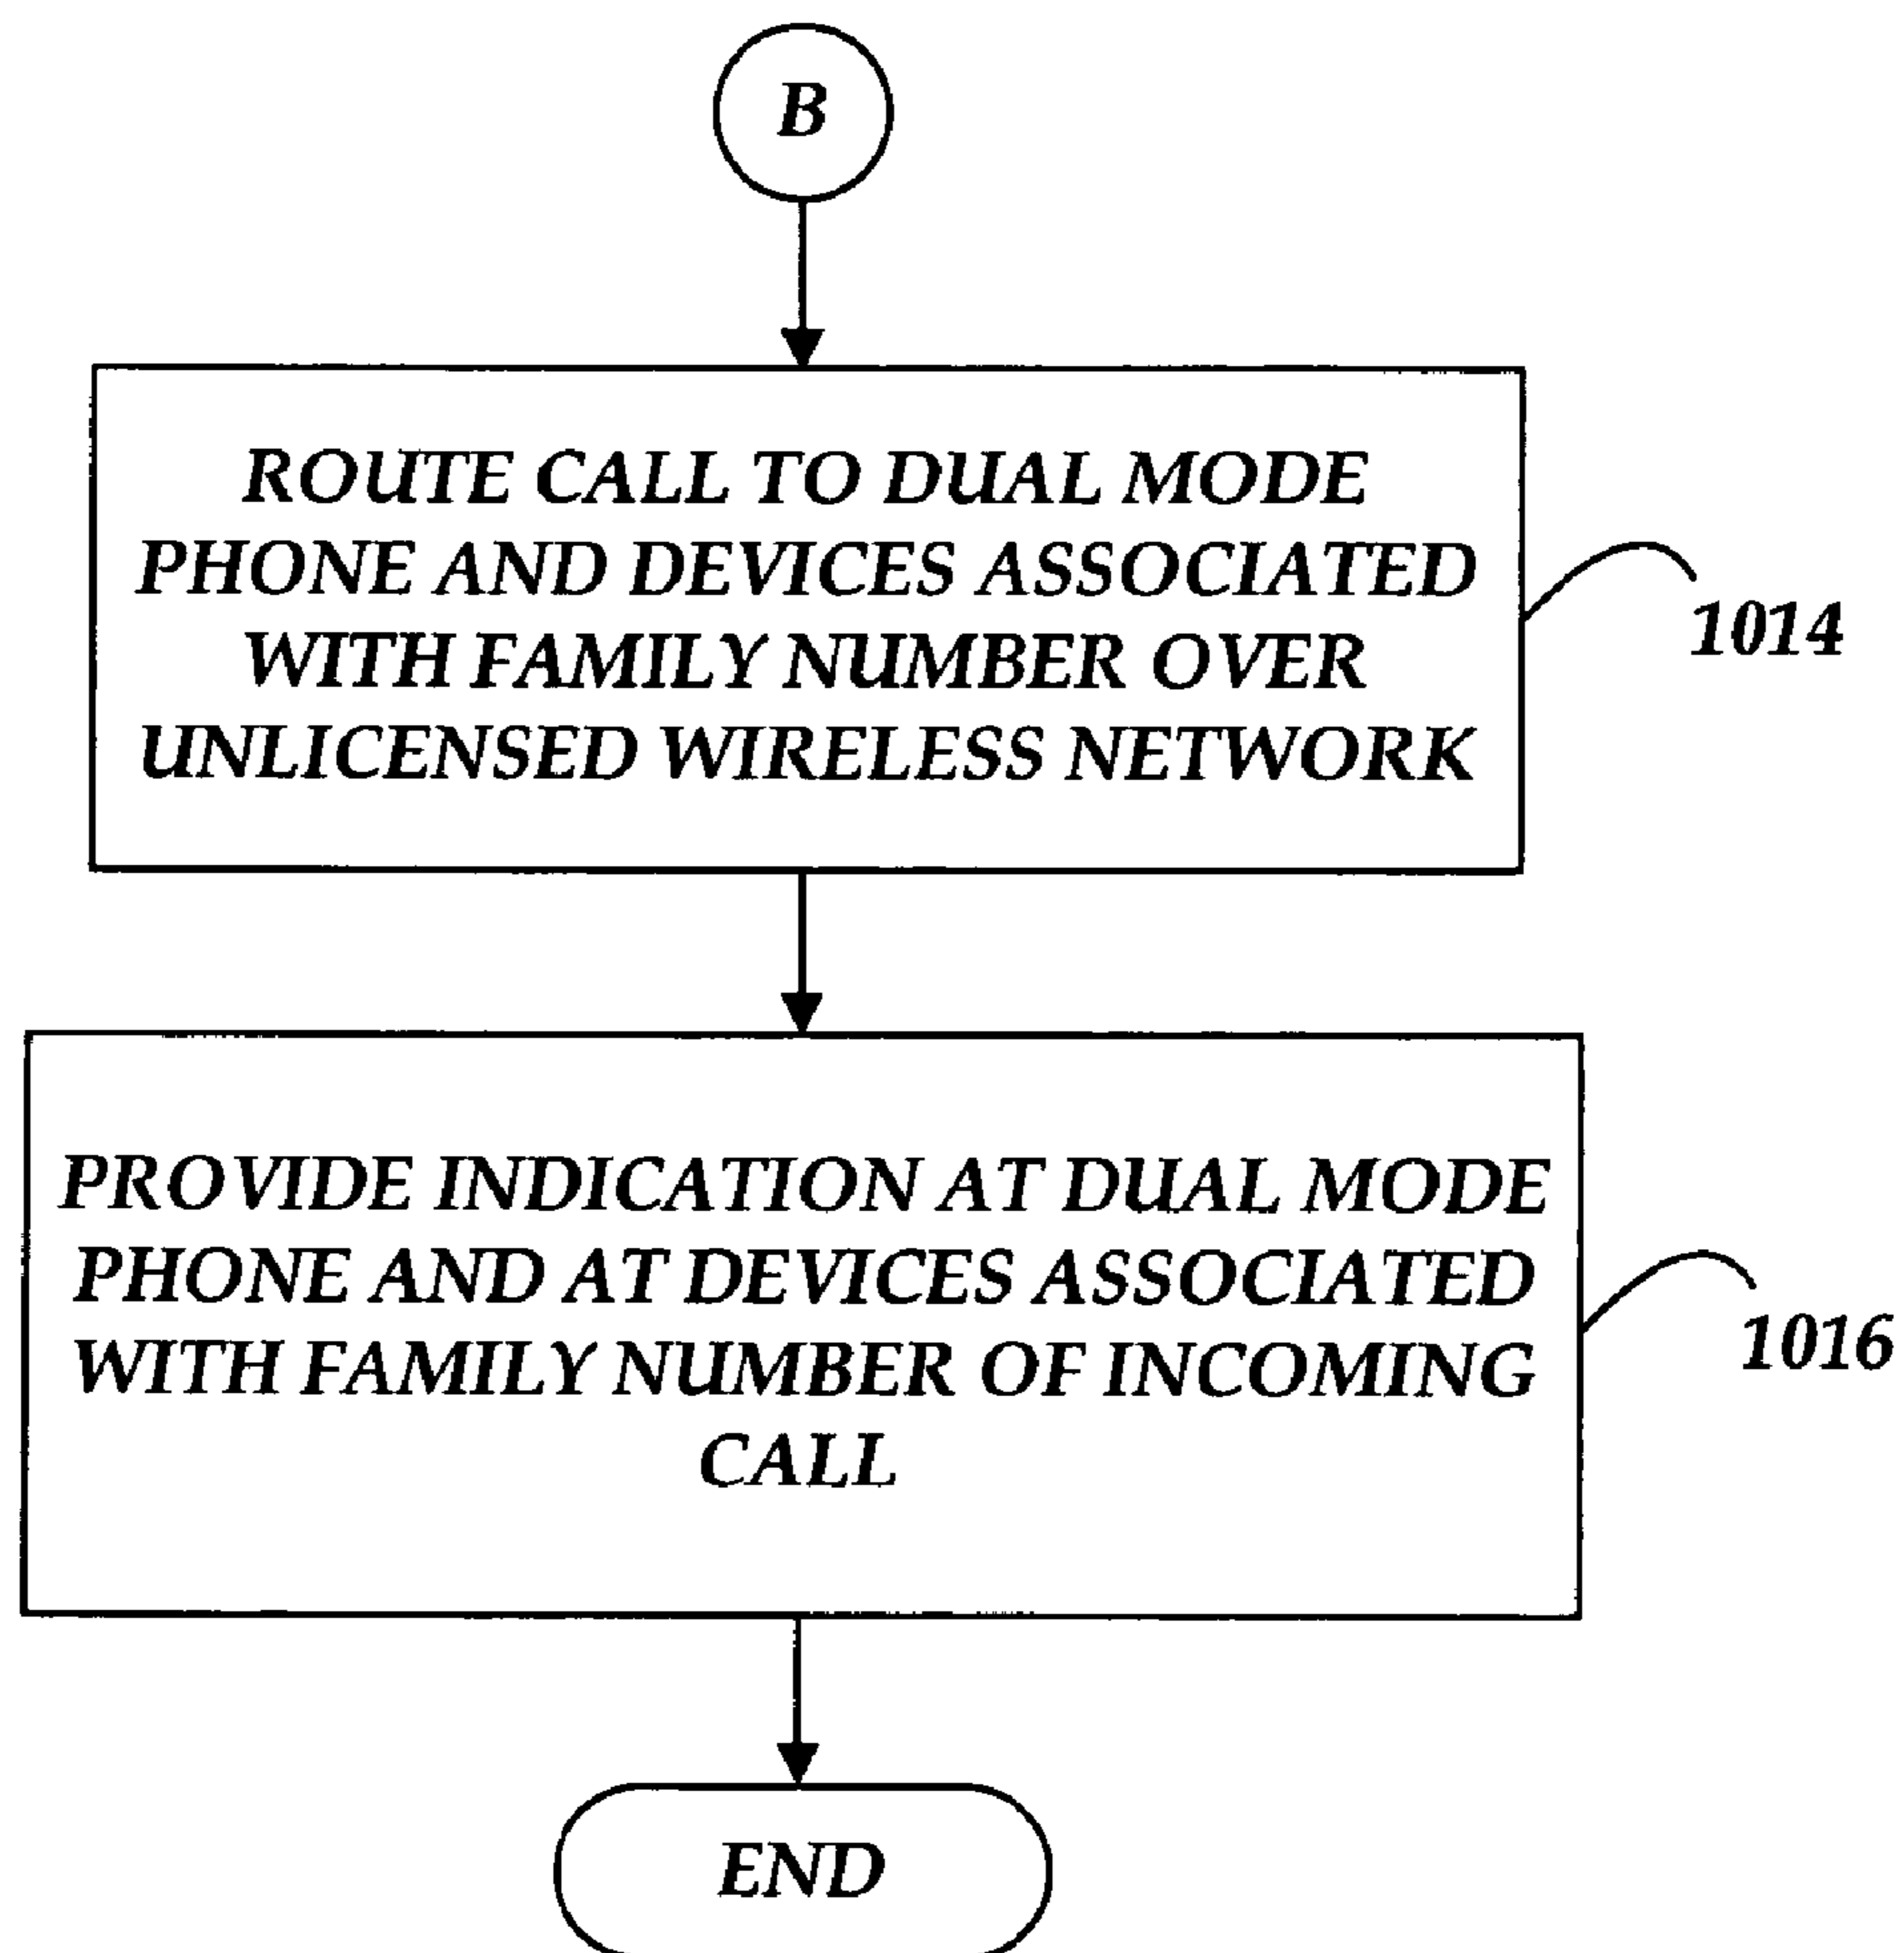 B
ROUTE CALL TO DUAL MODE
PHONE AND DEVICES ASSOCIATED
WITH FAMILY NUMBER OVER
UNLICENSED WIRELESS NETWORK
1014
PROVIDE INDICATION AT DUAL MODE
PHONE AND AT DEVICES ASSOCIATED
WITH FAMILY NUMBER OF INCOMING
CALL
1016
END